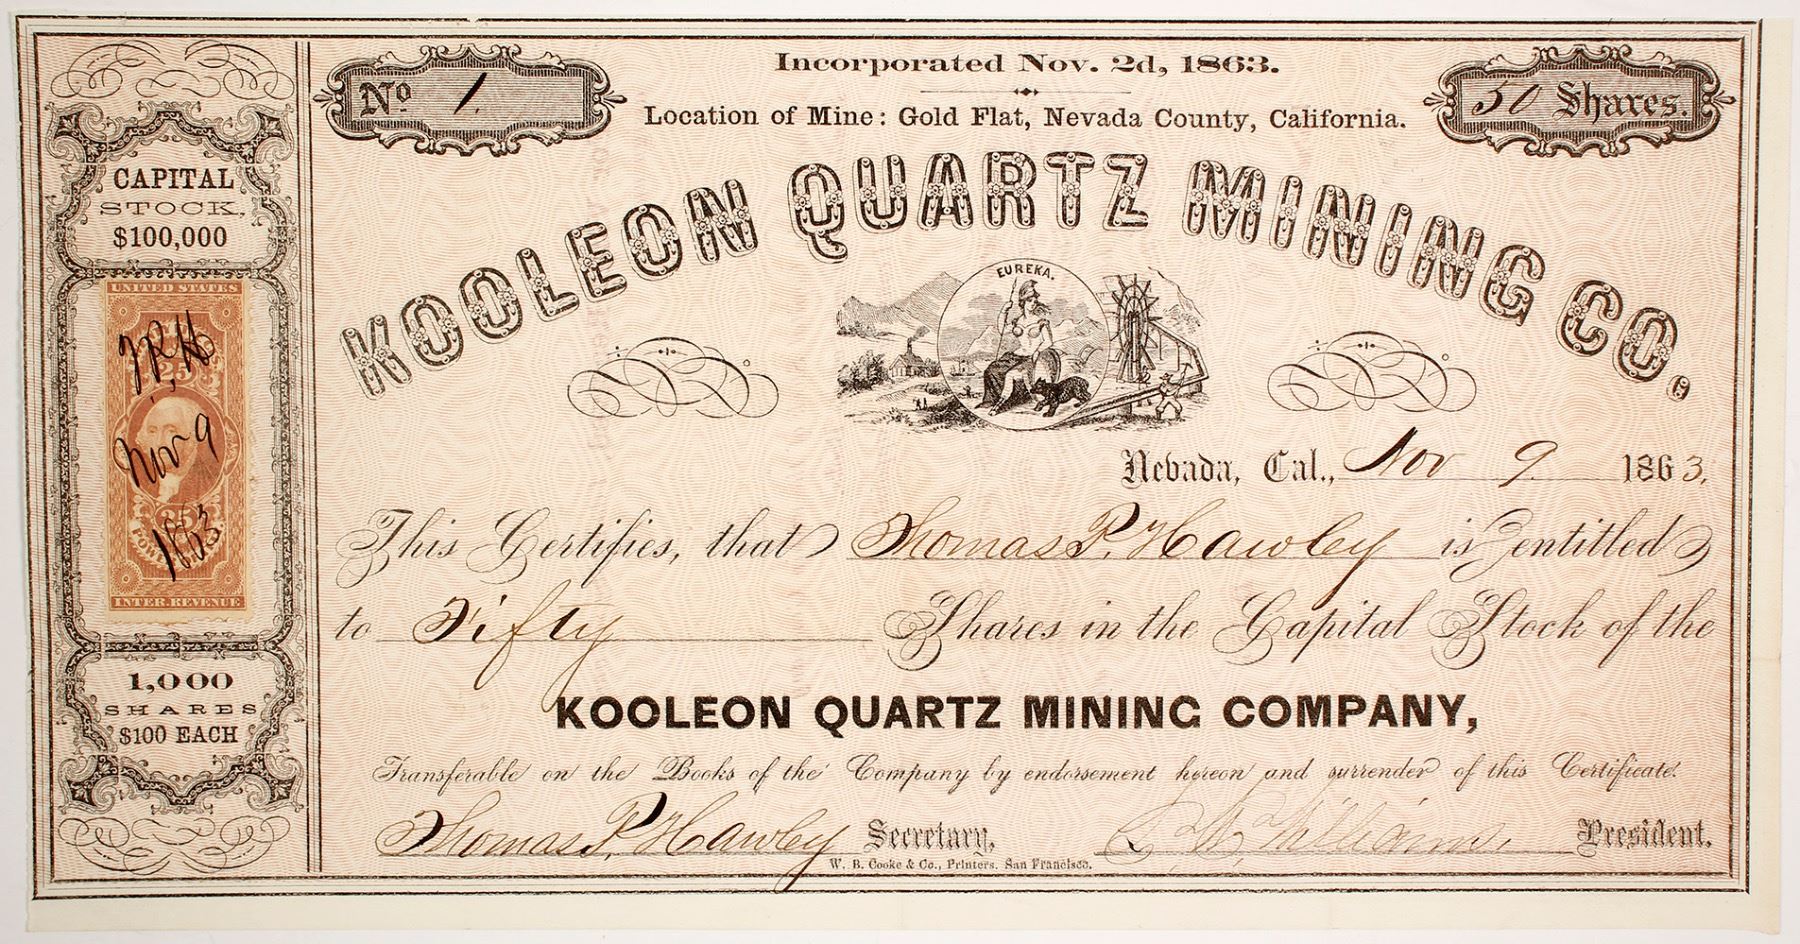 Incorporated Nov. 2d, 1863.
No 1.
Location of Mine: Gold Flat, Nevada County, California.
50 Shares.
KOOLEON QUARTZ MINING CO.
EUREKA.
CAPITAL
STOCK,
$100,000
UNITED STATES
T.P.H
25 25
Nov 9
25
1863
INTER. REVENUE
1,000
SHARES
$100 EACH
Nevada, Cal., Nov 9. 1863.
This Certifies, that Thomas P. Hawley is entitled
to Fifty Shares in the Capital Stock of the
KOOLEON QUARTZ MINING COMPANY,
Transferable on the Books of the Company by endorsement hereon and surrender of this Certificate.
Thomas P. Hawley Secretary,
Williams President.
W. B. Cooke & Co., Printers. San Francisco.